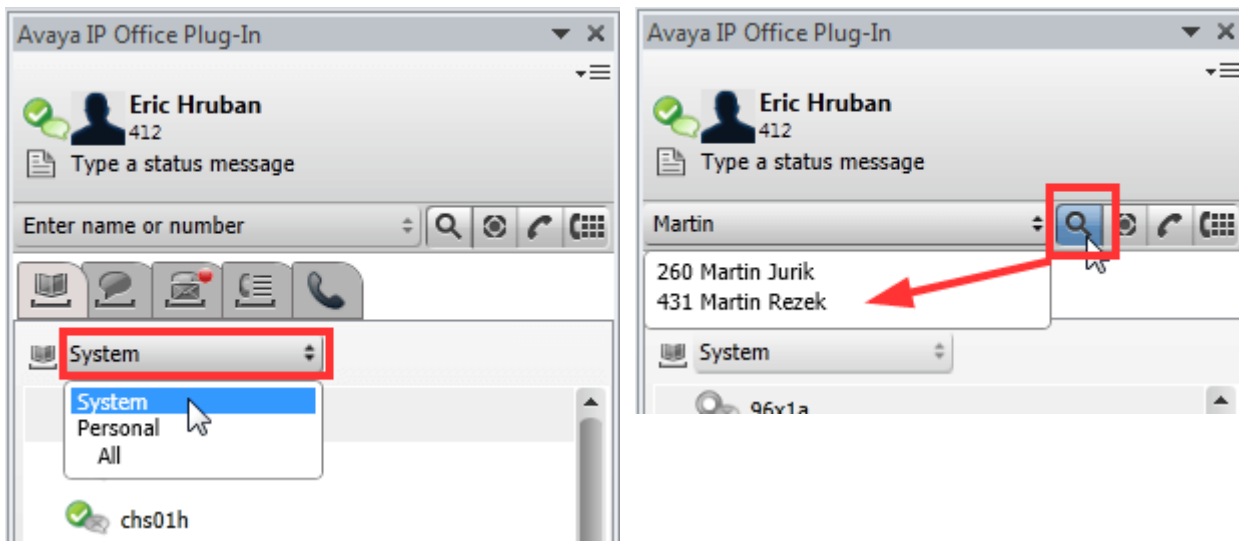 Avaya IP Office Plug-In
Eric Hruban
412
Type a status message
Enter name or number
System
System
Personal
All
chs01h
Avaya IP Office Plug-In
Eric Hruban
412
Type a status message
Martin
260 Martin Jurik
431 Martin Rezek
System
96x1a